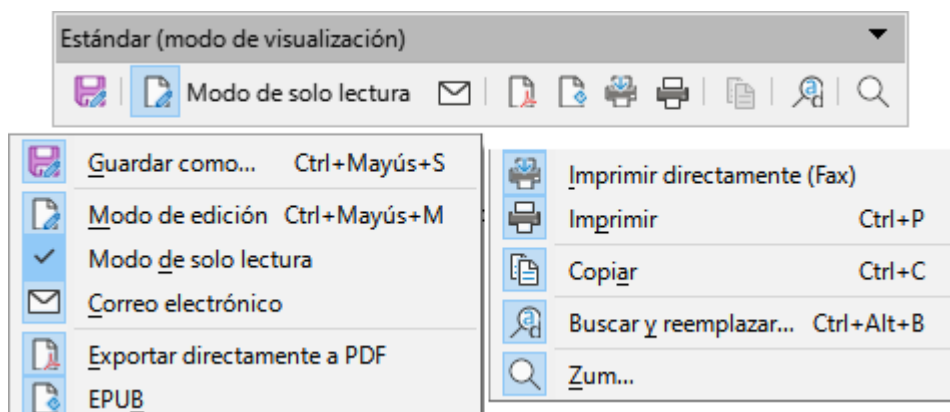 Estándar (modo de visualización)
Modo de solo lectura
Guardar como... Ctrl+Mayús+S
Modo de edición Ctrl+Mayús+M
Modo de solo lectura
Correo electrónico
Exportar directamente a PDF
EPUB
Imprimir directamente (Fax)
Imprimir Ctrl+P
Copiar Ctrl+C
Buscar y reemplazar... Ctrl+Alt+B
Zum...